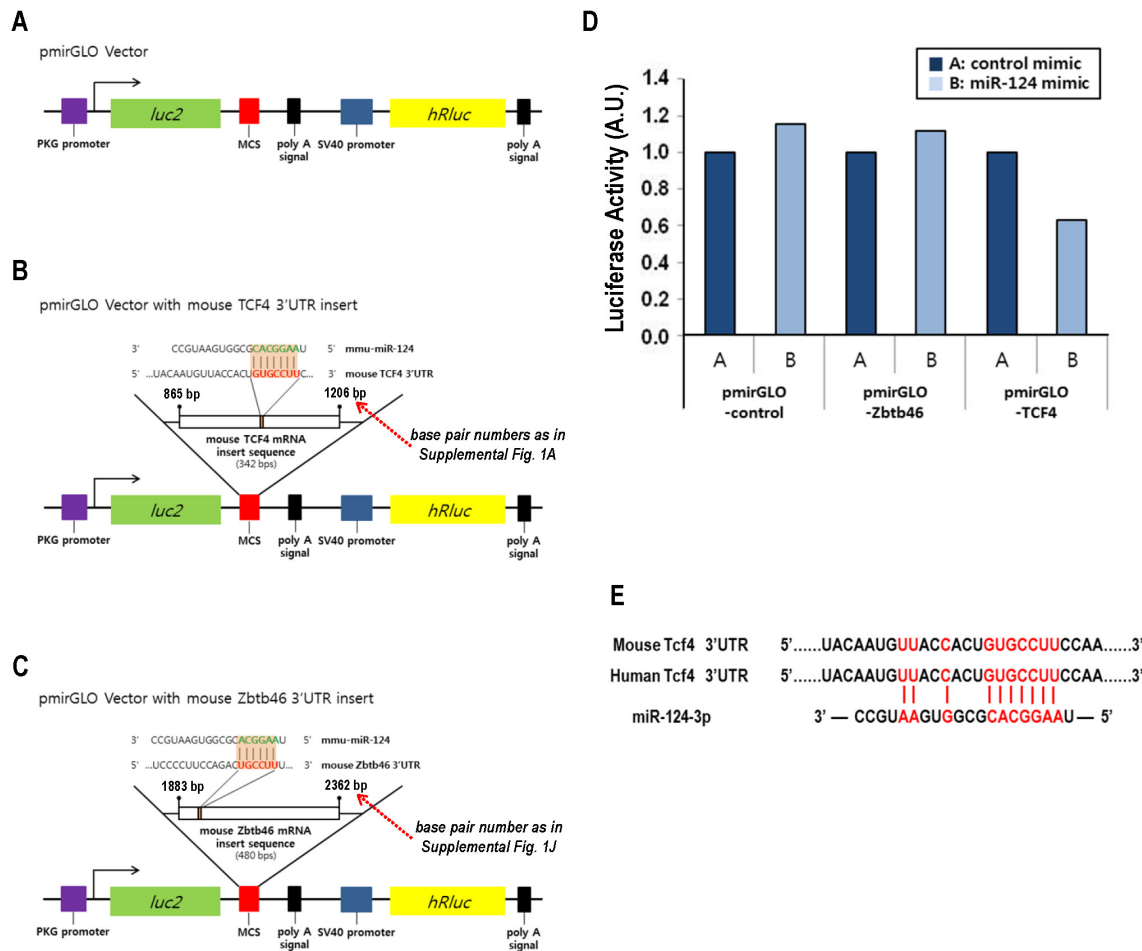 A
pmirGLO Vector
luc2
hRluc
PKG promoter
MCS
poly A
signal
SV40 promoter
poly A
signal
B
pmirGLO Vector with mouse TCF4 3'UTR insert
3' CCGUAAGUGGCGCACGGAAU 5' mmu-miR-124
5' ...UACAAUGUUACCACUGUGCCUUC... 3' mouse TCF4 3'UTR
865 bp
1206 bp
mouse TCF4 mRNA
insert sequence
(342 bps)
base pair numbers as in
Supplemental Fig. 1A
luc2
hRluc
PKG promoter
MCS
poly A
signal
SV40 promoter
poly A
signal
C
pmirGLO Vector with mouse Zbtb46 3'UTR insert
3' CCGUAAGUGGCGCACGGAAU 5' mmu-miR-124
5' ...UCCCCUUCCAGACUGCCUUU... 3' mouse Zbtb46 3'UTR
1883 bp
2362 bp
mouse Zbtb46 mRNA
insert sequence
(480 bps)
base pair number as in
Supplemental Fig. 1J
luc2
hRluc
PKG promoter
MCS
poly A
signal
SV40 promoter
poly A
signal
D
A: control mimic
B: miR-124 mimic
Luciferase Activity (A.U.)
1.4
1.2
1.0
0.8
0.6
0.4
0.2
0.0
A B A B A B
pmirGLO
-control
pmirGLO
-Zbtb46
pmirGLO
-TCF4
E
Mouse Tcf4 3'UTR 5'......UACAAUGUUACCACUGUGCCUUCCAA......3'
Human Tcf4 3'UTR 5'......UACAAUGUUACCACUGUGCCUUCCAA......3'
miR-124-3p 3' — CCGUAAGUGGCGCACGGAAU — 5'